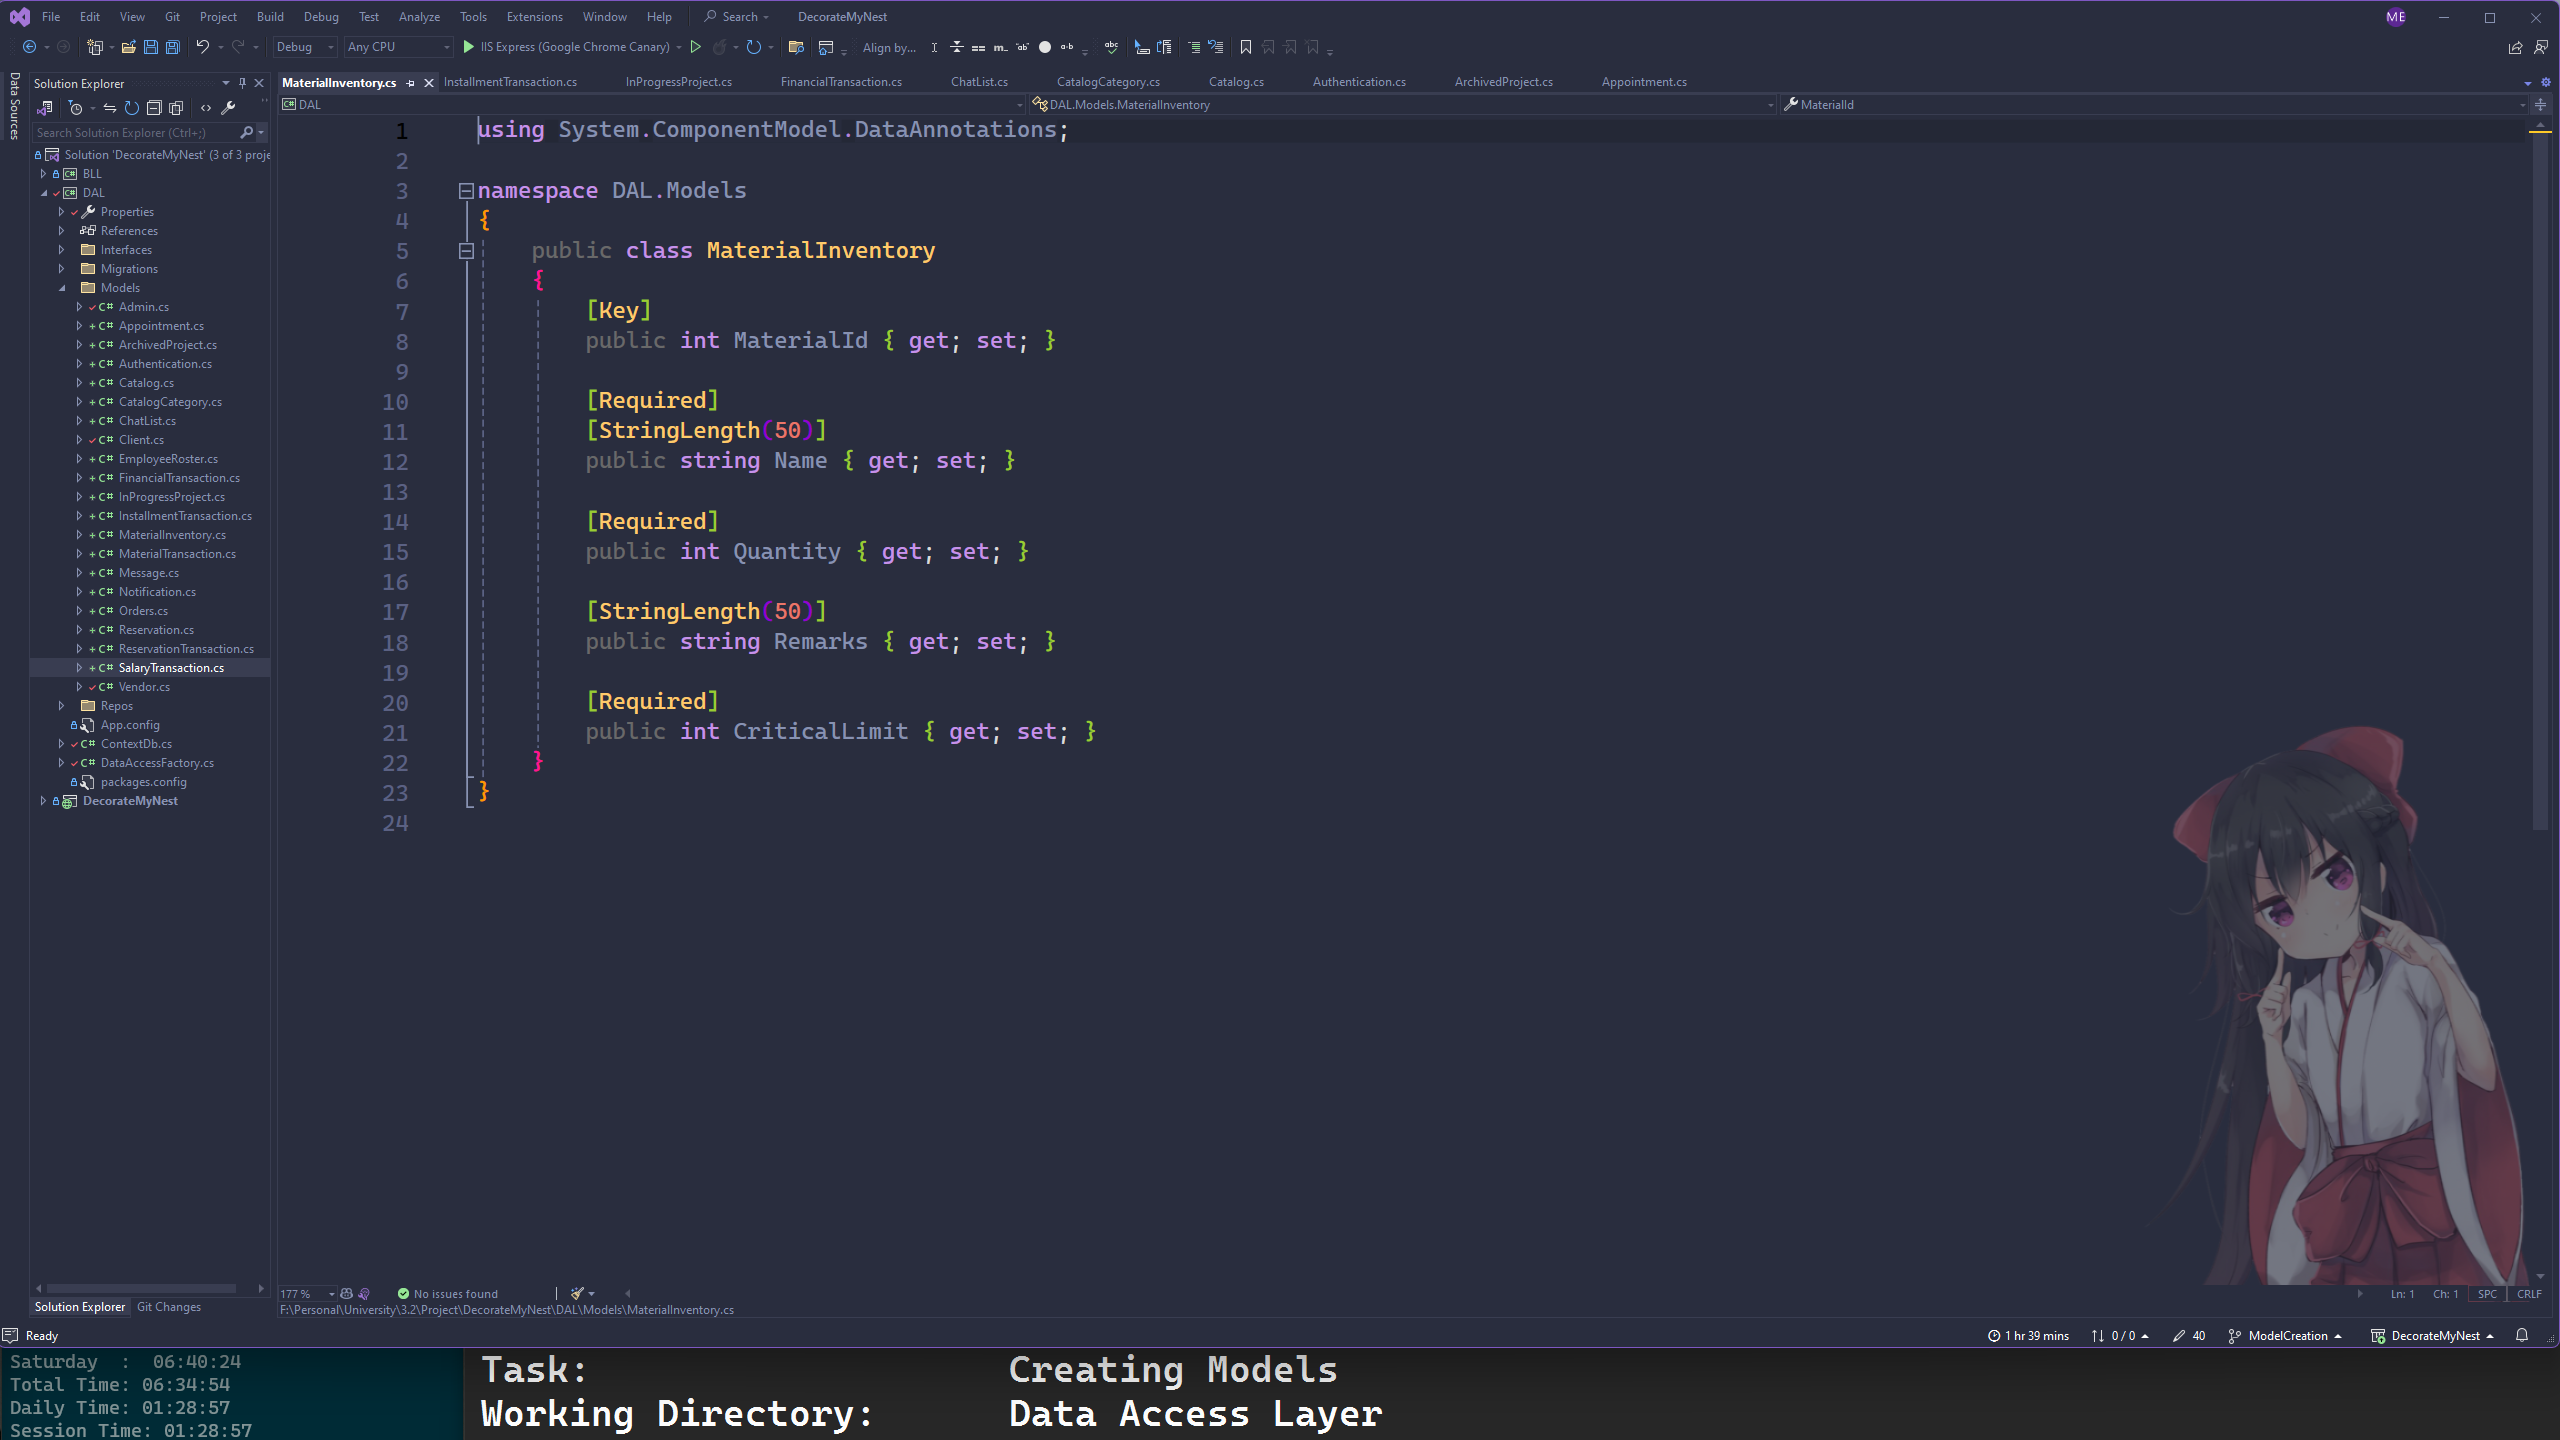 File Edit View Git Project Build Debug Test Analyze Tools Extensions Window Help Search DecorateMyNest ME
Debug Any CPU IIS Express (Google Chrome Canary) Align by...
Data Sources
Solution Explorer
Search Solution Explorer (Ctrl+;)
Solution 'DecorateMyNest' (3 of 3 proje
BLL
DAL
Properties
References
Interfaces
Migrations
Models
C# Admin.cs
C# Appointment.cs
C# ArchivedProject.cs
C# Authentication.cs
C# Catalog.cs
C# CatalogCategory.cs
C# ChatList.cs
C# Client.cs
C# EmployeeRoster.cs
C# FinancialTransaction.cs
C# InProgressProject.cs
C# InstallmentTransaction.cs
C# MaterialInventory.cs
C# MaterialTransaction.cs
C# Message.cs
C# Notification.cs
C# Orders.cs
C# Reservation.cs
C# ReservationTransaction.cs
C# SalaryTransaction.cs
C# Vendor.cs
Repos
App.config
C# ContextDb.cs
C# DataAccessFactory.cs
packages.config
DecorateMyNest
Solution Explorer Git Changes
MaterialInventory.cs InstallmentTransaction.cs InProgressProject.cs FinancialTransaction.cs ChatList.cs CatalogCategory.cs Catalog.cs Authentication.cs ArchivedProject.cs Appointment.cs
DAL DAL.Models.MaterialInventory MaterialId
1 using System.ComponentModel.DataAnnotations;
2
3 namespace DAL.Models
4 {
5 public class MaterialInventory
6 {
7 [Key]
8 public int MaterialId { get; set; }
9
10 [Required]
11 [StringLength(50)]
12 public string Name { get; set; }
13
14 [Required]
15 public int Quantity { get; set; }
16
17 [StringLength(50)]
18 public string Remarks { get; set; }
19
20 [Required]
21 public int CriticalLimit { get; set; }
22 }
23 }
24
177 % No issues found Ln: 1 Ch: 1 SPC CRLF
F:\Personal\University\3.2\Project\DecorateMyNest\DAL\Models\MaterialInventory.cs
Ready 1 hr 39 mins 0 / 0 40 ModelCreation DecorateMyNest
Saturday : 06:40:24
Total Time: 06:34:54
Daily Time: 01:28:57
Session Time: 01:28:57
Task: Creating Models
Working Directory: Data Access Layer